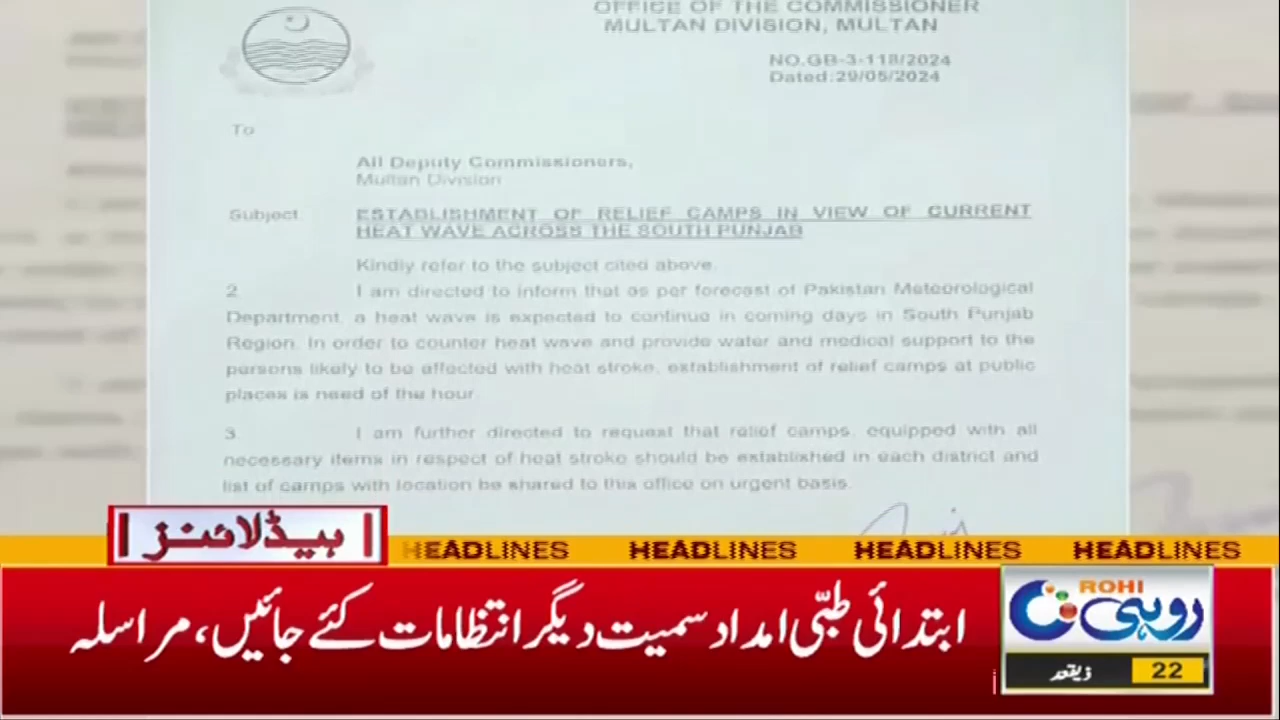 OFFICE OF THE COMMISSIONER
MULTAN DIVISION, MULTAN
NO.GB-3-118/2024
Dated:29/05/2024
To
All Deputy Commissioners,
Multan Division
Subject
ESTABLISHMENT OF RELIEF CAMPS IN VIEW OF CURRENT
HEAT WAVE ACROSS THE SOUTH PUNJAB
Kindly refer to the subject cited above.
2 I am directed to inform that as per forecast of Pakistan Meteorological
Department, a heat wave is expected to continue in coming days in South Punjab
Region. In order to counter heat wave and provide water and medical support to the
persons likely to be affected with heat stroke, establishment of relief camps at public
places is need of the hour
3 I am further directed to request that relief camps, equipped with all
necessary items in respect of heat stroke should be established in each district and
list of camps with location be shared to this office on urgent basis.
ہیڈلائنز
HEADLINES HEADLINES HEADLINES HEADLINES
ابتدائی طبّی امداد سمیت دیگر انتظامات کئے جائیں، مراسلہ
ROHI
روہی
22 ذیقعد